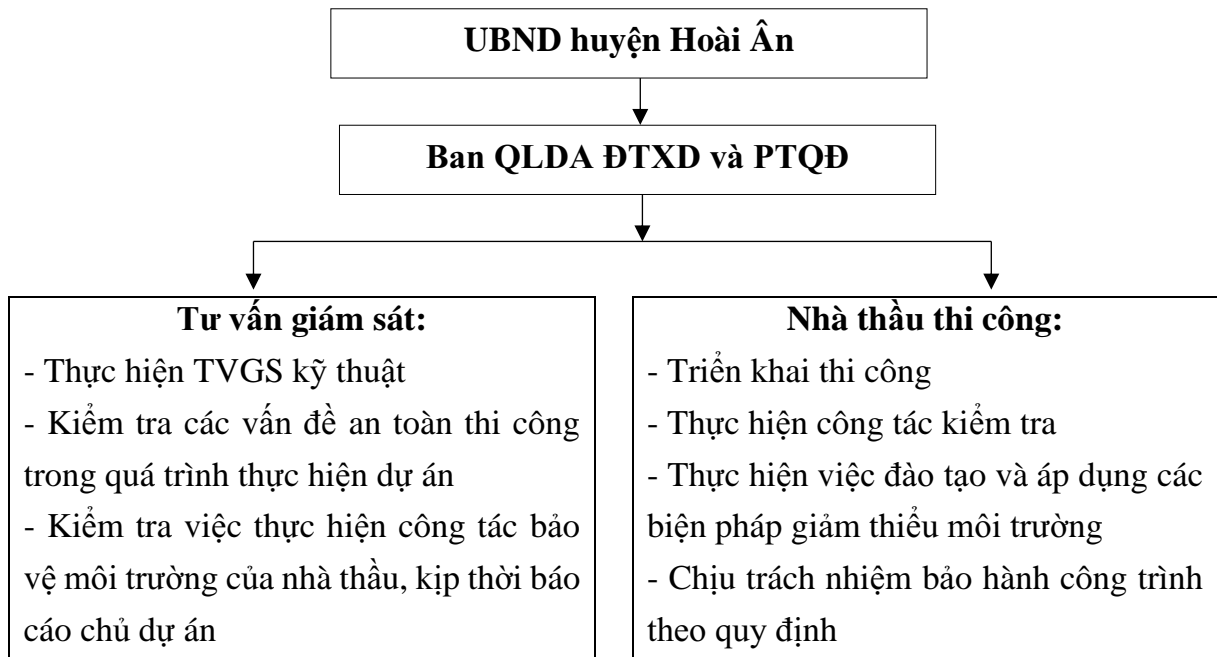 UBND huyện Hoài Ân
Ban QLDA ĐTXD và PTQĐ
Tư vấn giám sát:
- Thực hiện TVGS kỹ thuật
- Kiểm tra các vấn đề an toàn thi công
trong quá trình thực hiện dự án
- Kiểm tra việc thực hiện công tác bảo
vệ môi trường của nhà thầu, kịp thời báo
cáo chủ dự án
Nhà thầu thi công:
- Triển khai thi công
- Thực hiện công tác kiểm tra
- Thực hiện việc đào tạo và áp dụng các
biện pháp giảm thiểu môi trường
- Chịu trách nhiệm bảo hành công trình
theo quy định